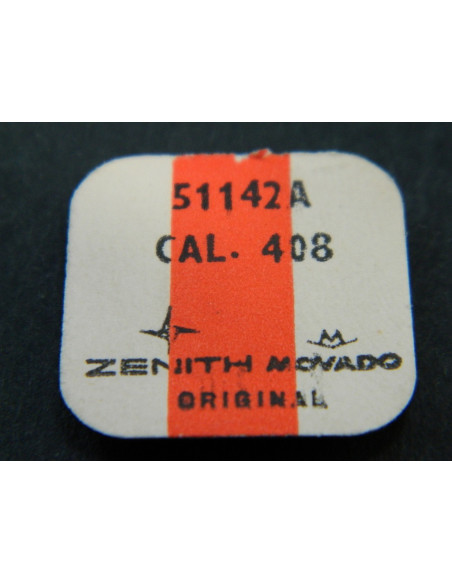 51142A
CAL. 408
ZENITH MOVADO
ORIGINAL